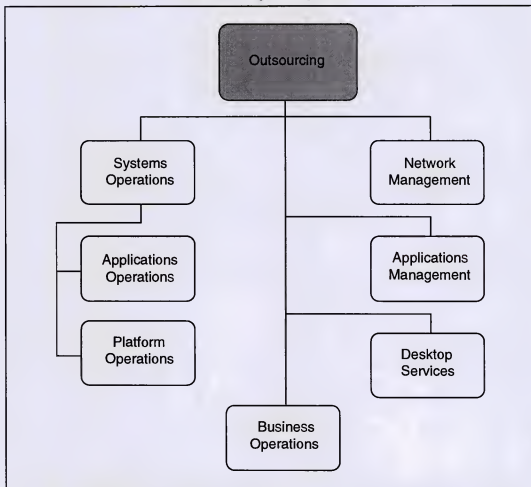 Outsourcing
Systems
Operations
Network
Management
Applications
Operations
Applications
Management
Platform
Operations
Desktop
Services
Business
Operations